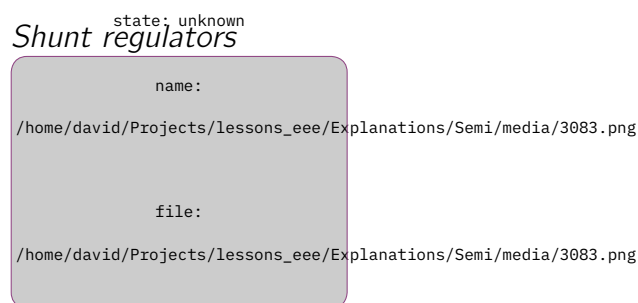 state: unknown
Shunt regulators
name:
/home/david/Projects/lessons_eee/Explanations/Semi/media/3083.png
file:
/home/david/Projects/lessons_eee/Explanations/Semi/media/3083.png